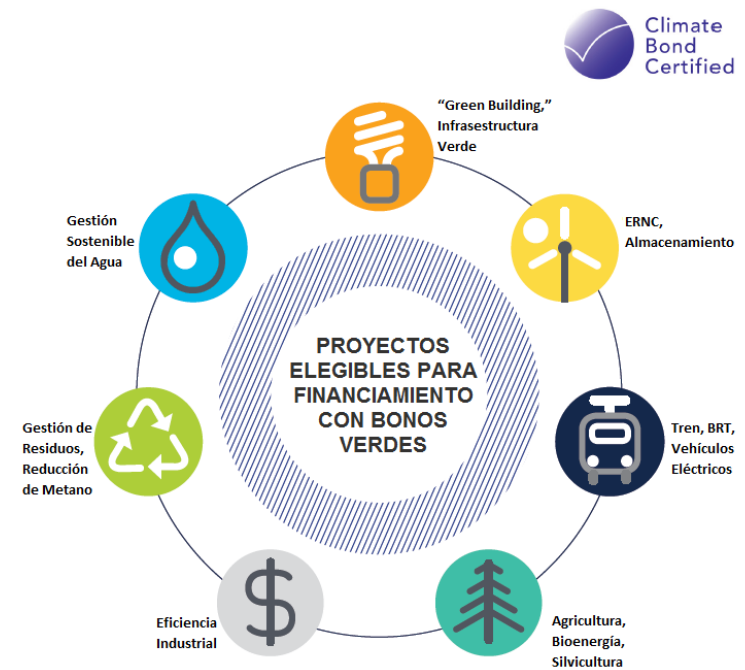 Climate
Bond
Certified
“Green Building,”
Infrasestructura
Verde
ERNC,
Almacenamiento
Tren, BRT,
Vehículos
Eléctricos
Agricultura,
Bioenergía,
Silvicultura
Eficiencia
Industrial
Gestión de
Residuos,
Reducción
de Metano
Gestión
Sostenible
del Agua
PROYECTOS
ELEGIBLES PARA
FINANCIAMIENTO
CON BONOS
VERDES